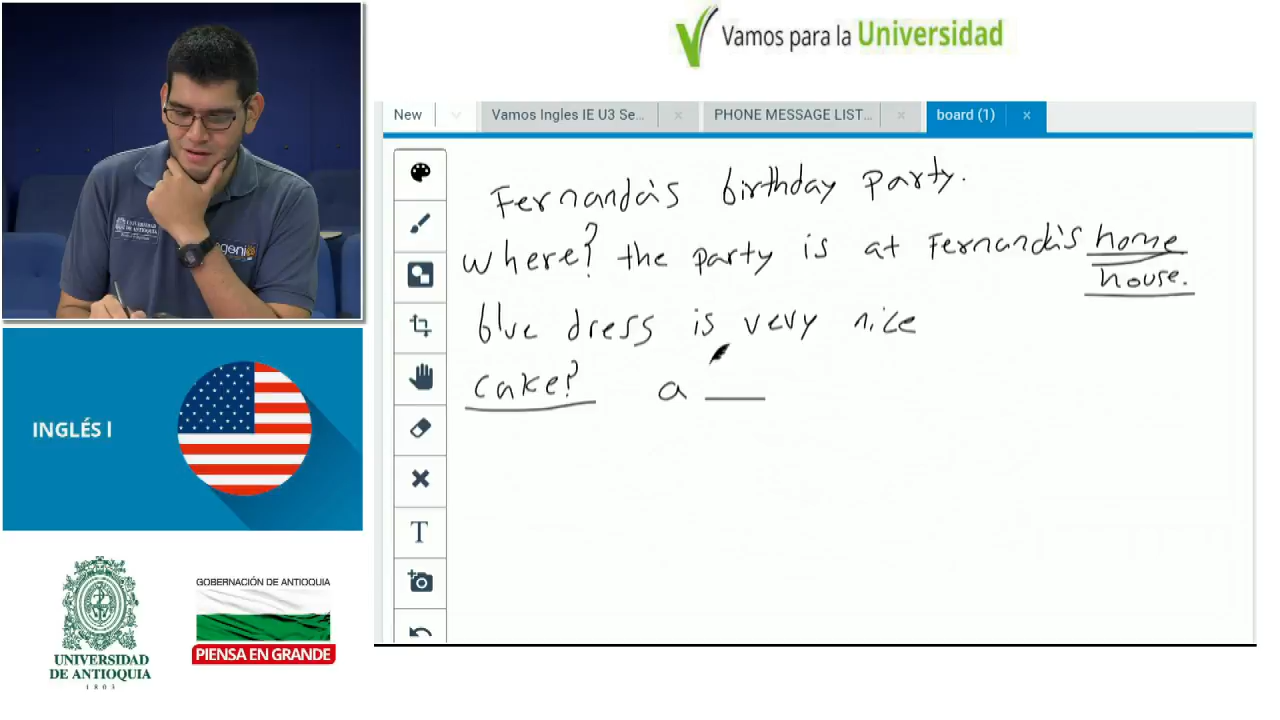 Vamos para la Universidad
New
Vamos Ingles IE U3 Se...
PHONE MESSAGE LIST...
board (1)
Fernanda's birthday party.
where? the party is at Fernanda's home
house.
blue dress is very nice
cake? a ___
T
INGLÉS I
UNIVERSIDAD
DE ANTIOQUIA
1803
GOBERNACIÓN DE ANTIOQUIA
PIENSA EN GRANDE